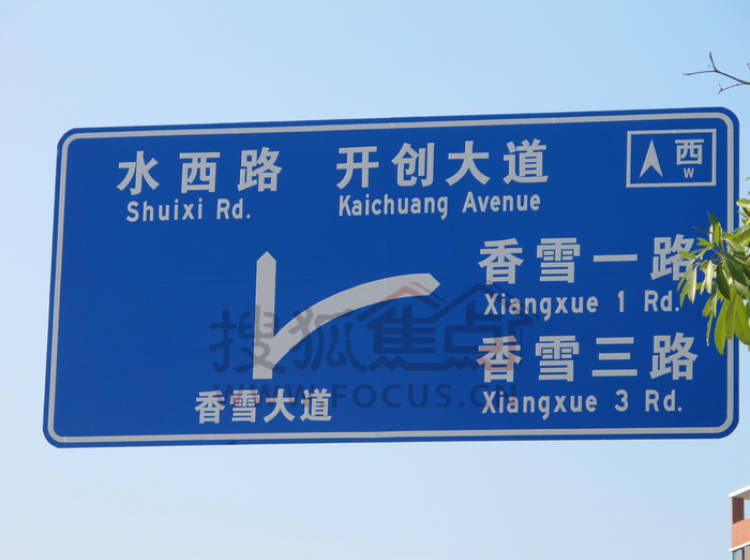 水西路 开创大道 西
Shuixi Rd. Kaichuang Avenue W
香雪一路
Xiangxue 1 Rd.
搜狐焦点
香雪三路
WWW.FOCUS.CN
香雪大道 Xiangxue 3 Rd.